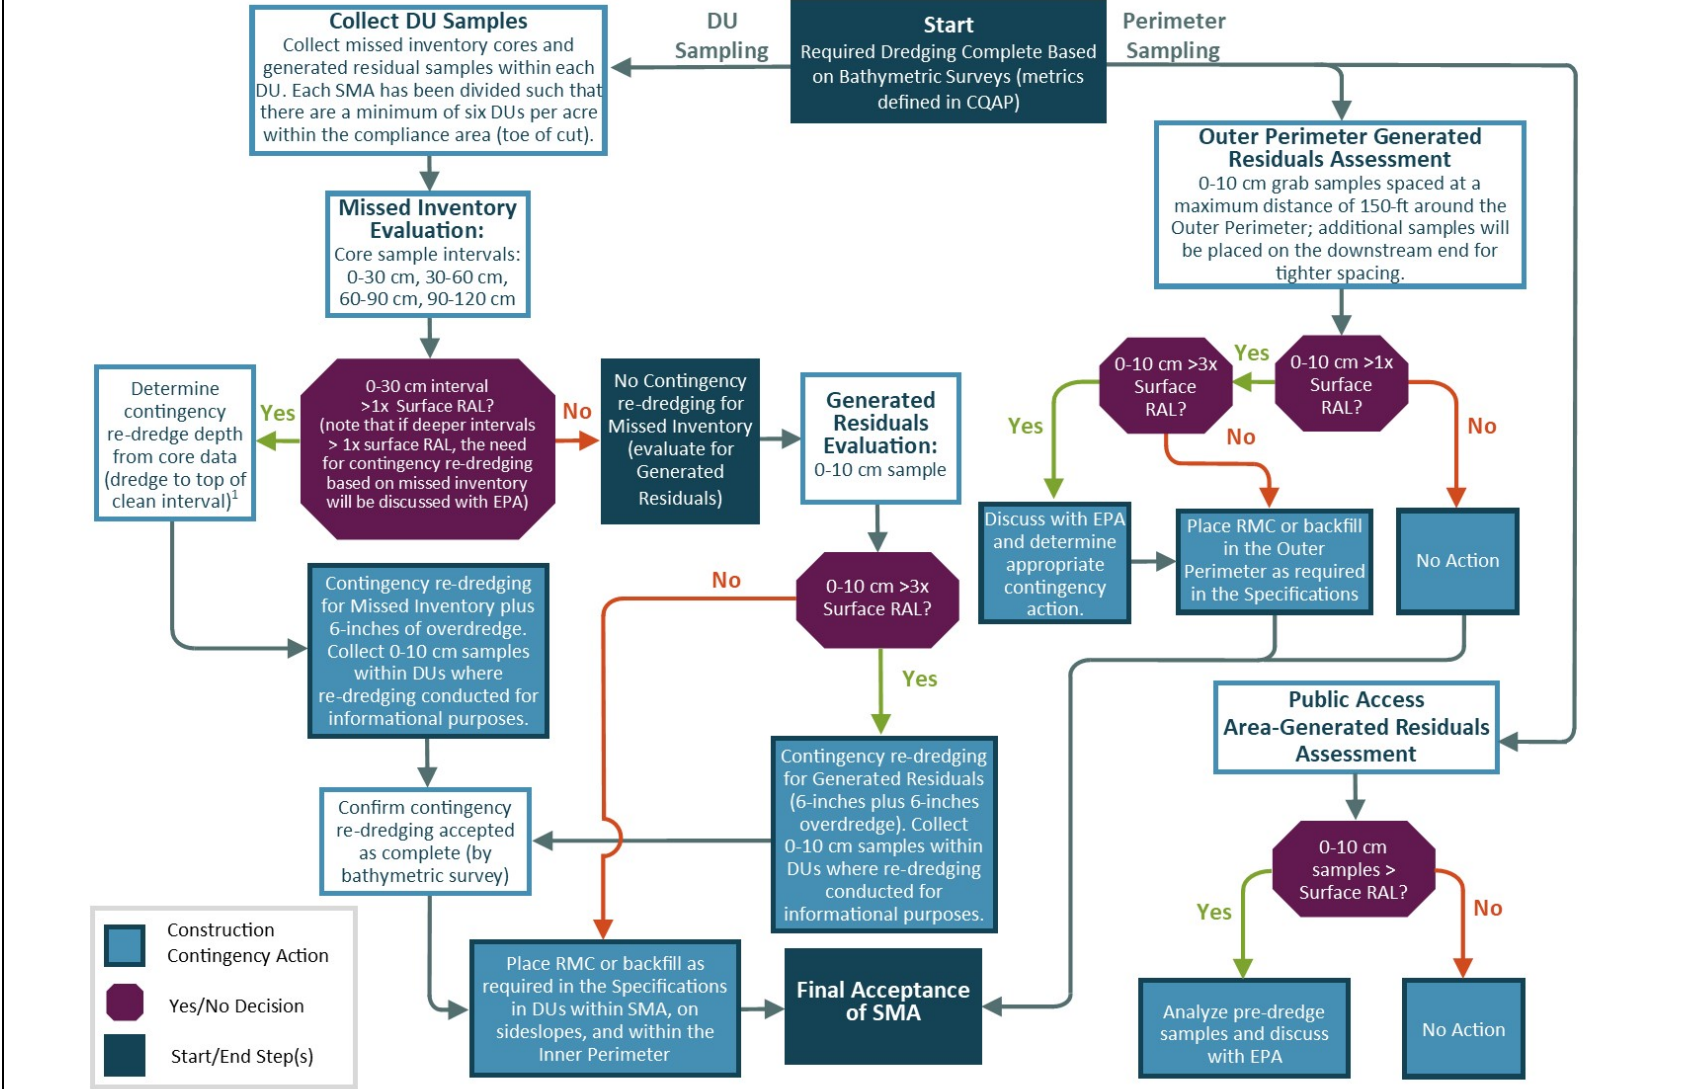 Collect DU Samples
Collect missed inventory cores and
generated residual samples within each
DU. Each SMA has been divided such that
there are a minimum of six DUs per acre
within the compliance area (toe of cut).
DU
Sampling
Start
Required Dredging Complete Based
on Bathymetric Surveys (metrics
defined in CQAP)
Perimeter
Sampling
Outer Perimeter Generated
Residuals Assessment
0-10 cm grab samples spaced at a
maximum distance of 150-ft around the
Outer Perimeter; additional samples will
be placed on the downstream end for
tighter spacing.
Missed Inventory
Evaluation:
Core sample intervals:
0-30 cm, 30-60 cm,
60-90 cm, 90-120 cm
Determine
contingency
re-dredge depth
from core data
(dredge to top of
clean interval)1
Yes
0-30 cm interval
>1x Surface RAL?
(note that if deeper intervals
> 1x surface RAL, the need
for contingency re-dredging
based on missed inventory
will be discussed with EPA)
No
No Contingency
re-dredging for
Missed Inventory
(evaluate for
Generated
Residuals)
Generated
Residuals
Evaluation:
0-10 cm sample
0-10 cm >3x
Surface
RAL?
Yes
0-10 cm >1x
Surface
RAL?
Yes
No
No
Discuss with EPA
and determine
appropriate
contingency
action.
Place RMC or backfill
in the Outer
Perimeter as required
in the Specifications
No Action
Contingency re-dredging
for Missed Inventory plus
6-inches of overdredge.
Collect 0-10 cm samples
within DUs where
re-dredging conducted for
informational purposes.
No
0-10 cm >3x
Surface RAL?
Yes
Public Access
Area-Generated Residuals
Assessment
Contingency re-dredging
for Generated Residuals
(6-inches plus 6-inches
overdredge). Collect
0-10 cm samples within
DUs where re-dredging
conducted for
informational purposes.
Confirm contingency
re-dredging accepted
as complete (by
bathymetric survey)
0-10 cm
samples >
Surface RAL?
Yes
No
Construction
Contingency Action
Yes/No Decision
Start/End Step(s)
Place RMC or backfill as
required in the Specifications
in DUs within SMA, on
sideslopes, and within the
Inner Perimeter
Final Acceptance
of SMA
Analyze pre-dredge
samples and discuss
with EPA
No Action